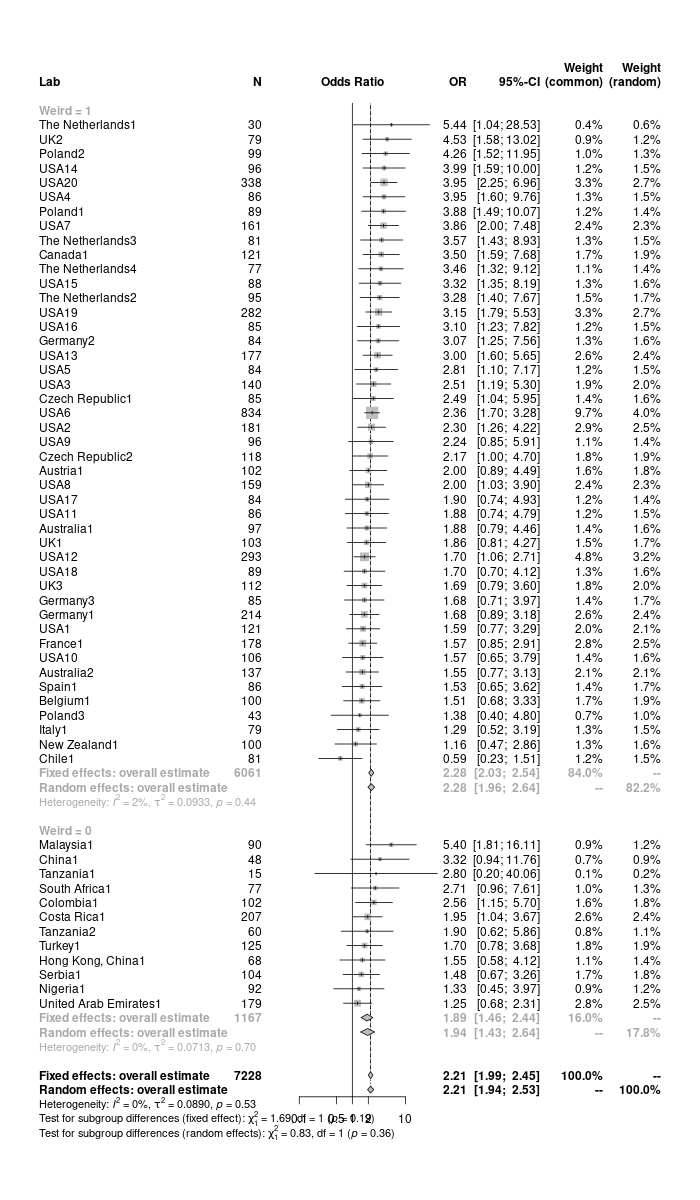 Weight Weight
Lab N Odds Ratio OR 95%-CI (common) (random)
Weird = 1
The Netherlands1 30 5.44 [1.04; 28.53] 0.4% 0.6%
UK2 79 4.53 [1.58; 13.02] 0.9% 1.2%
Poland2 99 4.26 [1.52; 11.95] 1.0% 1.3%
USA14 96 3.99 [1.59; 10.00] 1.2% 1.5%
USA20 338 3.95 [2.25; 6.96] 3.3% 2.7%
USA4 86 3.95 [1.60; 9.76] 1.3% 1.5%
Poland1 89 3.88 [1.49; 10.07] 1.2% 1.4%
USA7 161 3.86 [2.00; 7.48] 2.4% 2.3%
The Netherlands3 81 3.57 [1.43; 8.93] 1.3% 1.5%
Canada1 121 3.50 [1.59; 7.68] 1.7% 1.9%
The Netherlands4 77 3.46 [1.32; 9.12] 1.1% 1.4%
USA15 88 3.32 [1.35; 8.19] 1.3% 1.6%
The Netherlands2 95 3.28 [1.40; 7.67] 1.5% 1.7%
USA19 282 3.15 [1.79; 5.53] 3.3% 2.7%
USA16 85 3.10 [1.23; 7.82] 1.2% 1.5%
Germany2 84 3.07 [1.25; 7.56] 1.3% 1.6%
USA13 177 3.00 [1.60; 5.65] 2.6% 2.4%
USA5 84 2.81 [1.10; 7.17] 1.2% 1.5%
USA3 140 2.51 [1.19; 5.30] 1.9% 2.0%
Czech Republic1 85 2.49 [1.04; 5.95] 1.4% 1.6%
USA6 834 2.36 [1.70; 3.28] 9.7% 4.0%
USA2 181 2.30 [1.26; 4.22] 2.9% 2.5%
USA9 96 2.24 [0.85; 5.91] 1.1% 1.4%
Czech Republic2 118 2.17 [1.00; 4.70] 1.8% 1.9%
Austria1 102 2.00 [0.89; 4.49] 1.6% 1.8%
USA8 159 2.00 [1.03; 3.90] 2.4% 2.3%
USA17 84 1.90 [0.74; 4.93] 1.2% 1.4%
USA11 86 1.88 [0.74; 4.79] 1.2% 1.5%
Australia1 97 1.88 [0.79; 4.46] 1.4% 1.6%
UK1 103 1.86 [0.81; 4.27] 1.5% 1.7%
USA12 293 1.70 [1.06; 2.71] 4.8% 3.2%
USA18 89 1.70 [0.70; 4.12] 1.3% 1.6%
UK3 112 1.69 [0.79; 3.60] 1.8% 2.0%
Germany3 85 1.68 [0.71; 3.97] 1.4% 1.7%
Germany1 214 1.68 [0.89; 3.18] 2.6% 2.4%
USA1 121 1.59 [0.77; 3.29] 2.0% 2.1%
France1 178 1.57 [0.85; 2.91] 2.8% 2.5%
USA10 106 1.57 [0.65; 3.79] 1.4% 1.6%
Australia2 137 1.55 [0.77; 3.13] 2.1% 2.1%
Spain1 86 1.53 [0.65; 3.62] 1.4% 1.7%
Belgium1 100 1.51 [0.68; 3.33] 1.7% 1.9%
Poland3 43 1.38 [0.40; 4.80] 0.7% 1.0%
Italy1 79 1.29 [0.52; 3.19] 1.3% 1.5%
New Zealand1 100 1.16 [0.47; 2.86] 1.3% 1.6%
Chile1 81 0.59 [0.23; 1.51] 1.2% 1.5%
Fixed effects: overall estimate 6061 2.28 [2.03; 2.54] 84.0% --
Random effects: overall estimate 2.28 [1.96; 2.64] -- 82.2%
Heterogeneity: I² = 2%, τ² = 0.0933, p = 0.44
Weird = 0
Malaysia1 90 5.40 [1.81; 16.11] 0.9% 1.2%
China1 48 3.32 [0.94; 11.76] 0.7% 0.9%
Tanzania1 15 2.80 [0.20; 40.06] 0.1% 0.2%
South Africa1 77 2.71 [0.96; 7.61] 1.0% 1.3%
Colombia1 102 2.56 [1.15; 5.70] 1.6% 1.8%
Costa Rica1 207 1.95 [1.04; 3.67] 2.6% 2.4%
Tanzania2 60 1.90 [0.62; 5.86] 0.8% 1.1%
Turkey1 125 1.70 [0.78; 3.68] 1.8% 1.9%
Hong Kong, China1 68 1.55 [0.58; 4.12] 1.1% 1.4%
Serbia1 104 1.48 [0.67; 3.26] 1.7% 1.8%
Nigeria1 92 1.33 [0.45; 3.97] 0.9% 1.2%
United Arab Emirates1 179 1.25 [0.68; 2.31] 2.8% 2.5%
Fixed effects: overall estimate 1167 1.89 [1.46; 2.44] 16.0% --
Random effects: overall estimate 1.94 [1.43; 2.64] -- 17.8%
Heterogeneity: I² = 0%, τ² = 0.0713, p = 0.70
Fixed effects: overall estimate 7228 2.21 [1.99; 2.45] 100.0% --
Random effects: overall estimate 2.21 [1.94; 2.53] -- 100.0%
Heterogeneity: I² = 0%, τ² = 0.0890, p = 0.53
Test for subgroup differences (fixed effect): χ₁² = 1.69, df = 1 (p = 0.19) 0.5 1 2 10
Test for subgroup differences (random effects): χ₁² = 0.83, df = 1 (p = 0.36)